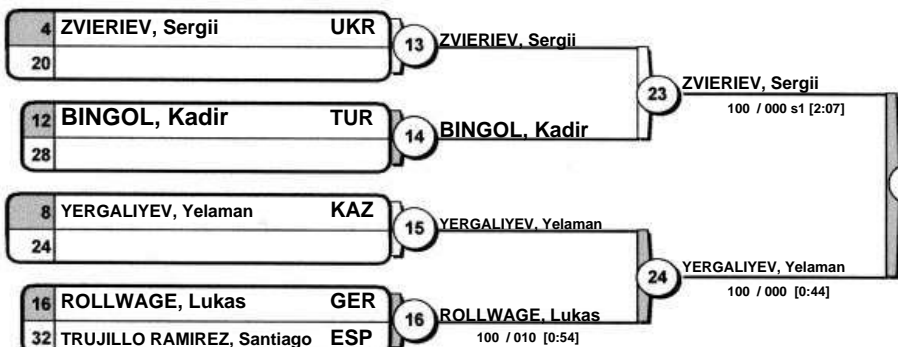 4 ZVIERIEV, Sergii UKR
20
13 ZVIERIEV, Sergii
12 BINGOL, Kadir TUR
28
14 BINGOL, Kadir
23 ZVIERIEV, Sergii
100 / 000 s1 [2:07]
8 YERGALIYEV, Yelaman KAZ
24
15 YERGALIYEV, Yelaman
16 ROLLWAGE, Lukas GER
32 TRUJILLO RAMIREZ, Santiago ESP
16 ROLLWAGE, Lukas
100 / 010 [0:54]
24 YERGALIYEV, Yelaman
100 / 000 [0:44]